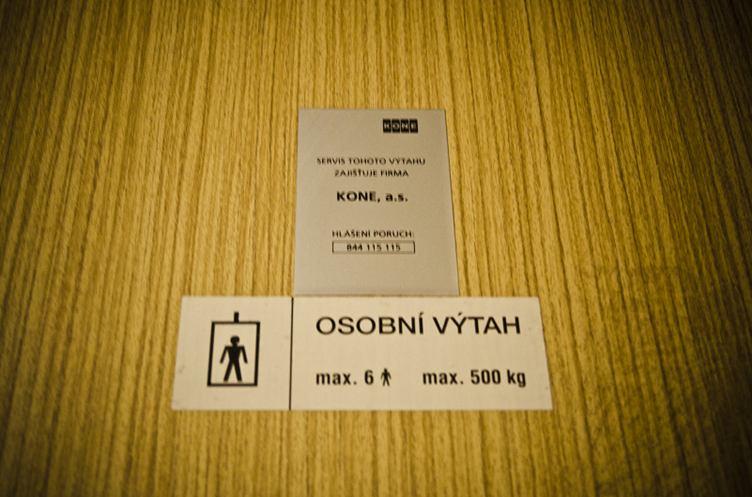 KONE
SERVIS TOHOTO VÝTAHU
ZAJIŠŤUJE FIRMA
KONE, a.s.
HLÁŠENÍ PORUCH:
844 115 115
OSOBNÍ VÝTAH
max. 6 max. 500 kg